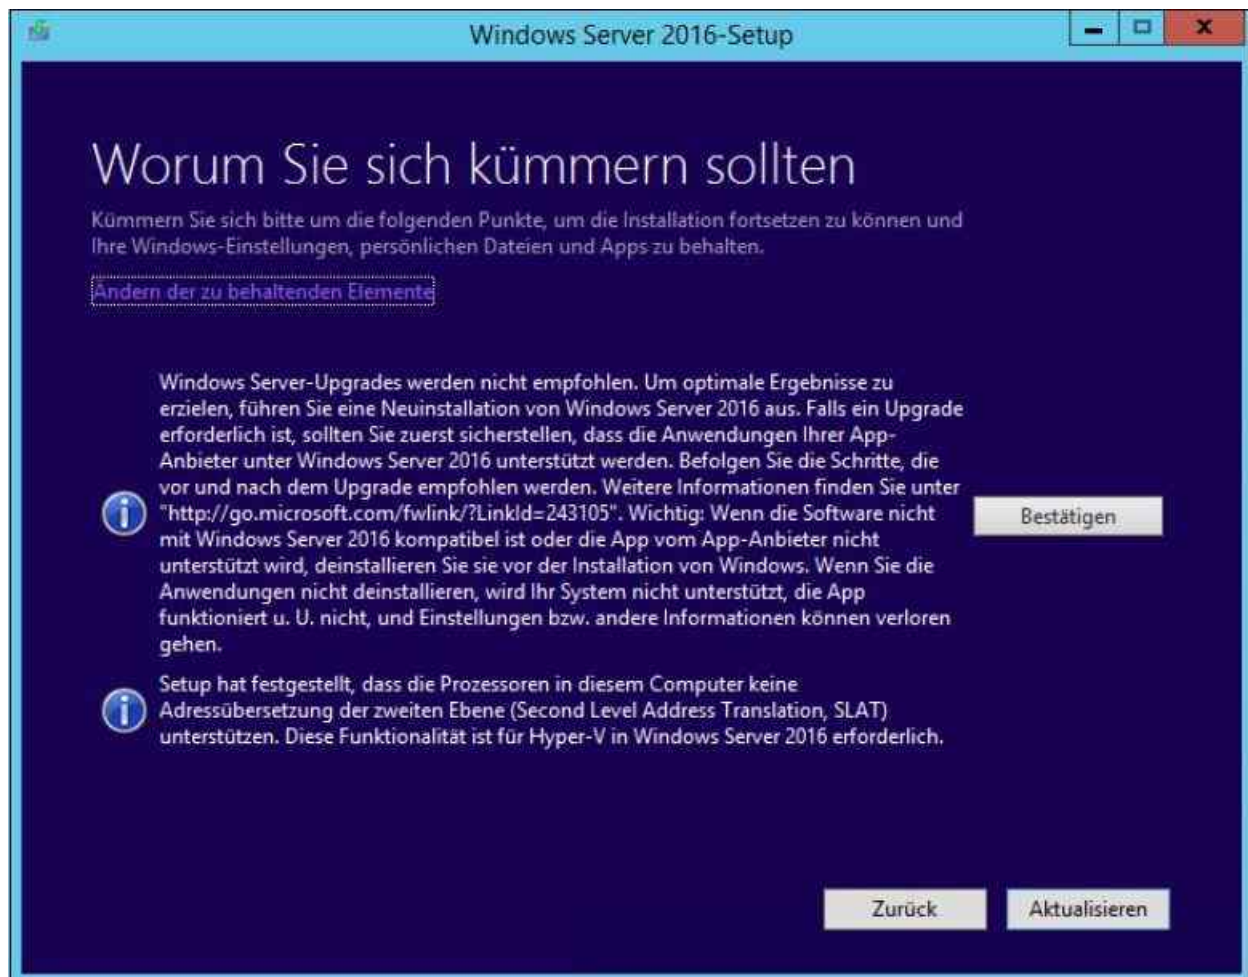 Windows Server 2016-Setup
Worum Sie sich kümmern sollten
Kümmern Sie sich bitte um die folgenden Punkte, um die Installation fortsetzen zu können und
Ihre Windows-Einstellungen, persönlichen Dateien und Apps zu behalten.
Ändern der zu behaltenden Elemente
Windows Server-Upgrades werden nicht empfohlen. Um optimale Ergebnisse zu
erzielen, führen Sie eine Neuinstallation von Windows Server 2016 aus. Falls ein Upgrade
erforderlich ist, sollten Sie zuerst sicherstellen, dass die Anwendungen Ihrer App-
Anbieter unter Windows Server 2016 unterstützt werden. Befolgen Sie die Schritte, die
vor und nach dem Upgrade empfohlen werden. Weitere Informationen finden Sie unter
"http://go.microsoft.com/fwlink/?LinkId=243105". Wichtig: Wenn die Software nicht
mit Windows Server 2016 kompatibel ist oder die App vom App-Anbieter nicht
unterstützt wird, deinstallieren Sie sie vor der Installation von Windows. Wenn Sie die
Anwendungen nicht deinstallieren, wird Ihr System nicht unterstützt, die App
funktioniert u. U. nicht, und Einstellungen bzw. andere Informationen können verloren
gehen.
Bestätigen
Setup hat festgestellt, dass die Prozessoren in diesem Computer keine
Adressübersetzung der zweiten Ebene (Second Level Address Translation, SLAT)
unterstützen. Diese Funktionalität ist für Hyper-V in Windows Server 2016 erforderlich.
Zurück
Aktualisieren